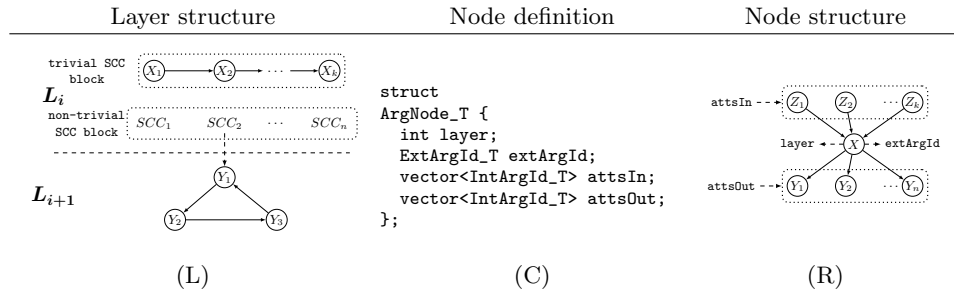 Layer structure Node definition Node structure
trivial SCC
block
X1 X2 ··· Xk
Li
non-trivial
SCC block
SCC1 SCC2 ··· SCCn
Y1
Li+1
Y2 Y3
struct
ArgNode_T {
int layer;
ExtArgId_T extArgId;
vector<IntArgId_T> attsIn;
vector<IntArgId_T> attsOut;
};
attsIn Z1 Z2 ··· Zk
layer X extArgId
attsOut Y1 Y2 ··· Yn
(L) (C) (R)